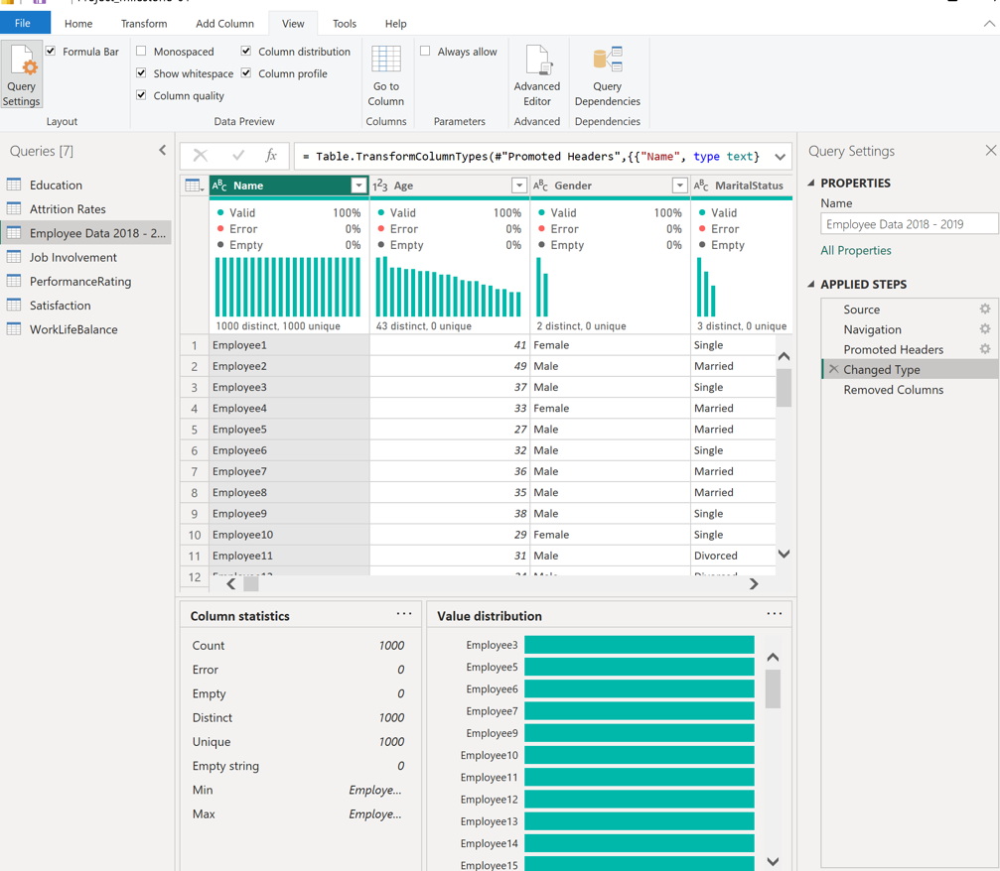 File Home Transform Add Column View Tools Help
Query Settings
Formula Bar
Monospaced
Show whitespace
Column quality
Column distribution
Column profile
Go to Column
Always allow
Advanced Editor
Query Dependencies
Layout Data Preview Columns Parameters Advanced Dependencies
Queries [7]
Education
Attrition Rates
Employee Data 2018 - 2...
Job Involvement
PerformanceRating
Satisfaction
WorkLifeBalance
fx = Table.TransformColumnTypes(#"Promoted Headers",{{"Name", type text}
ABC Name 123 Age ABC Gender ABC MaritalStatus
Valid 100% Valid 100% Valid 100% Valid
Error 0% Error 0% Error 0% Error
Empty 0% Empty 0% Empty 0% Empty
1000 distinct, 1000 unique 43 distinct, 0 unique 2 distinct, 0 unique 3 distinct, 0 unique
1 Employee1 41 Female Single
2 Employee2 49 Male Married
3 Employee3 37 Male Single
4 Employee4 33 Female Married
5 Employee5 27 Male Married
6 Employee6 32 Male Single
7 Employee7 36 Male Married
8 Employee8 35 Male Married
9 Employee9 38 Male Single
10 Employee10 29 Female Single
11 Employee11 31 Male Divorced
12
Column statistics
Count 1000
Error 0
Empty 0
Distinct 1000
Unique 1000
Empty string 0
Min Employe...
Max Employe...
Value distribution
Employee3
Employee5
Employee6
Employee7
Employee9
Employee10
Employee11
Employee12
Employee13
Employee14
Employee15
Query Settings
PROPERTIES
Name
Employee Data 2018 - 2019
All Properties
APPLIED STEPS
Source
Navigation
Promoted Headers
Changed Type
Removed Columns